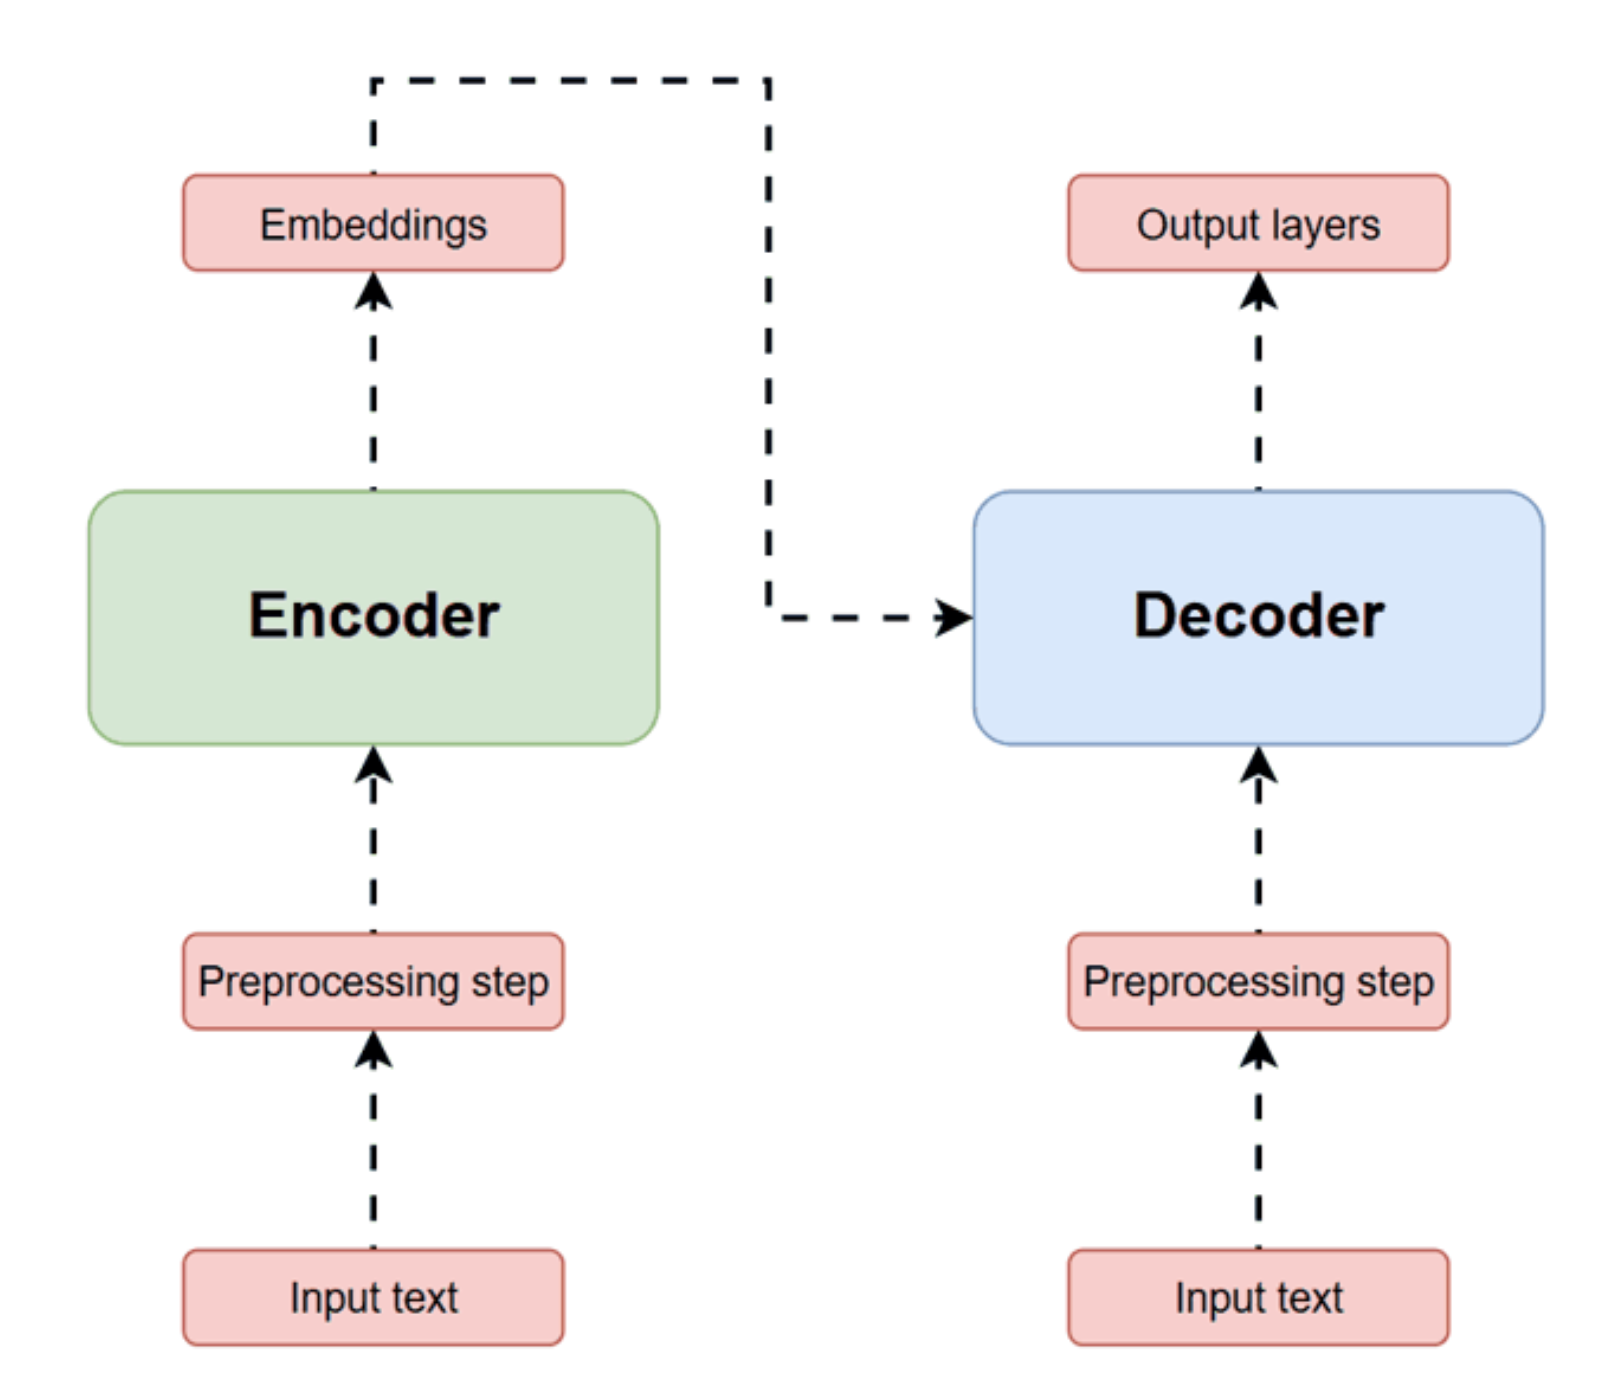 Embeddings
Output layers
Encoder
Decoder
Preprocessing step
Preprocessing step
Input text
Input text